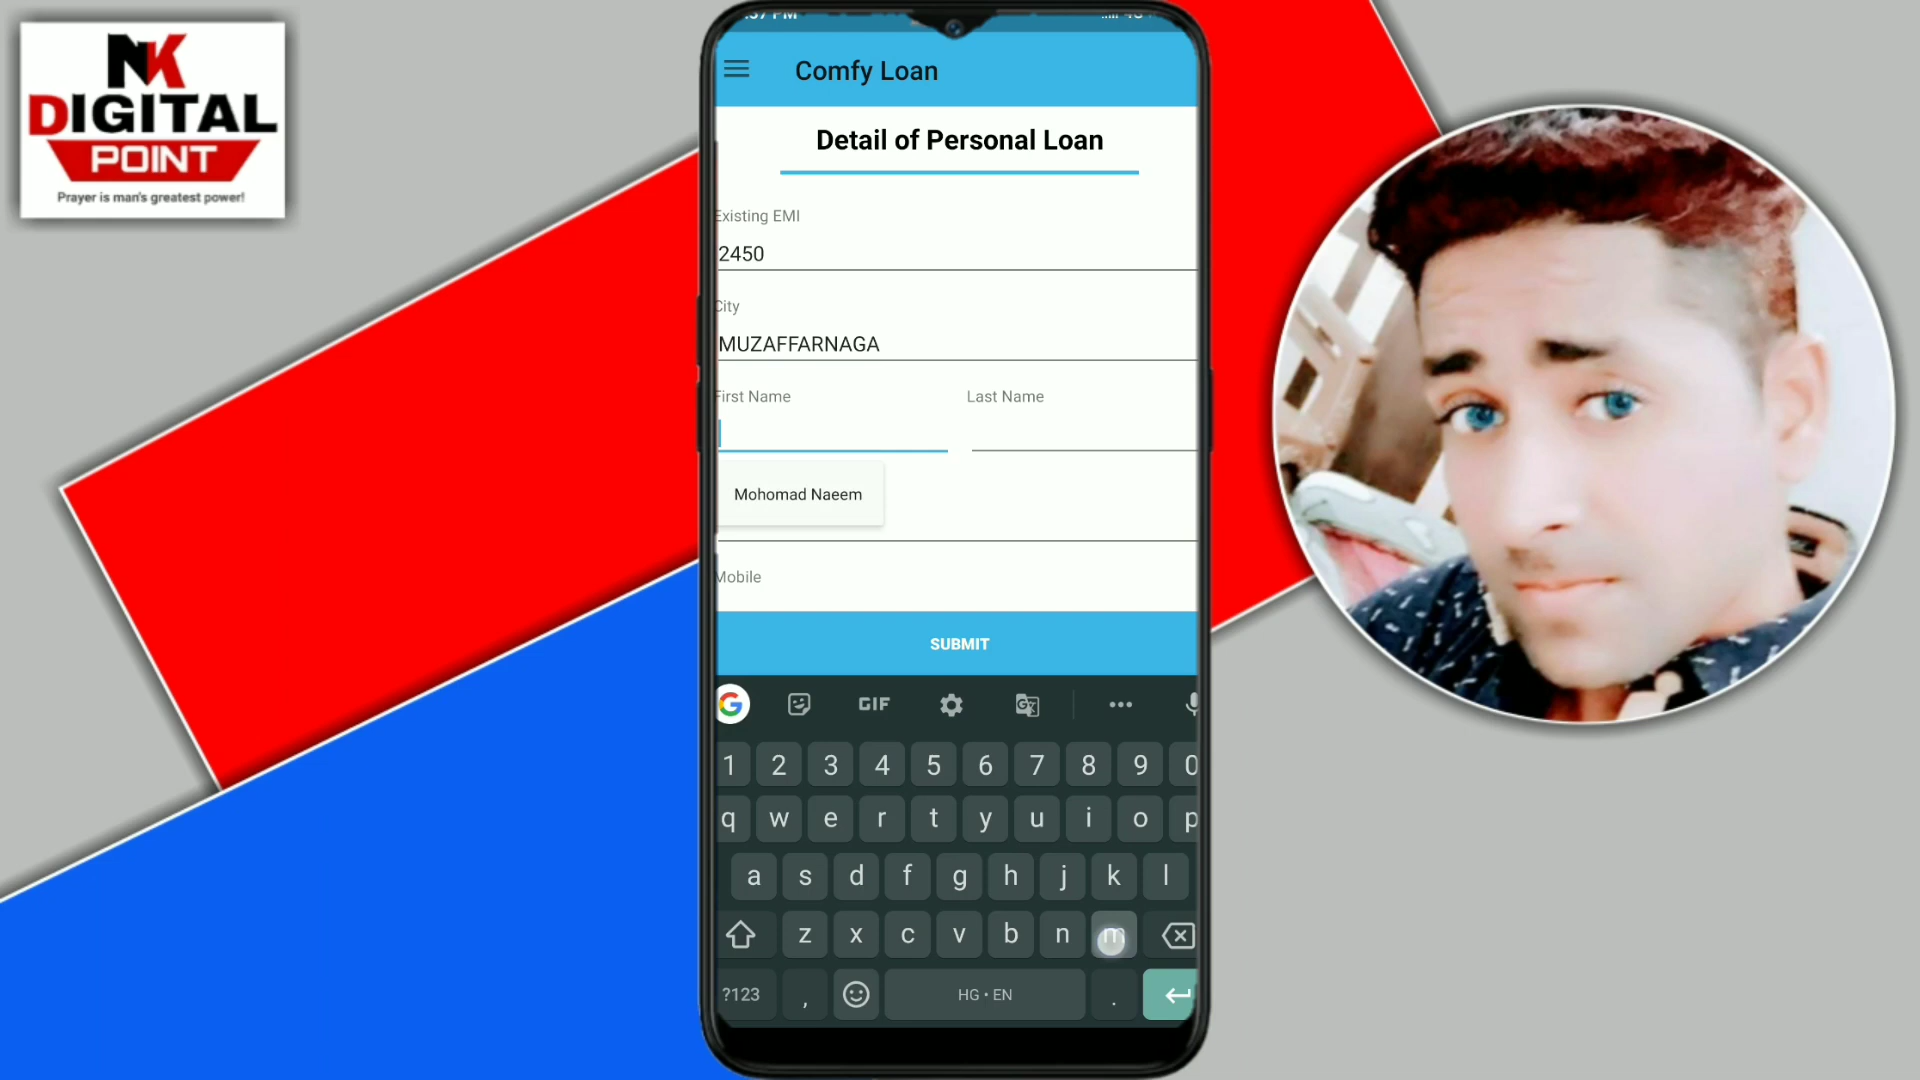 NK
DIGITAL
POINT
Prayer is man's greatest power!
Comfy Loan
Detail of Personal Loan
Existing EMI
2450
City
MUZAFFARNAGA
First Name
Last Name
Mohomad Naeem
Mobile
SUBMIT
GIF
1 2 3 4 5 6 7 8 9 0
q w e r t y u i o p
a s d f g h j k l
z x c v b n m
?123 , HG • EN .